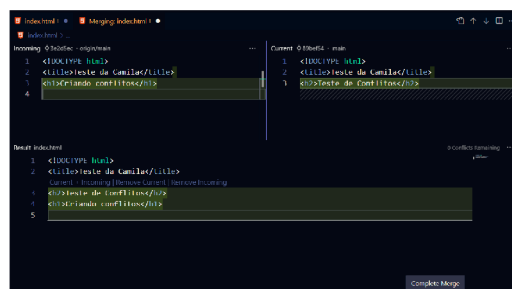 index.html ! Merging: index.html !
index.html > ...
Incoming 3e2d5ec · origin/main ...
1 <!DOCTYPE html>
2 <title>Teste da Camila</title>
3 <h1>Criando conflitos</h1>
4
Current 89bef54 · main ...
1 <!DOCTYPE html>
2 <title>Teste da Camila</title>
3 <h2>Teste de Conflitos</h2>
Result index.html 0 Conflicts Remaining ...
1 <!DOCTYPE html>
2 <title>Teste da Camila</title>
Current + Incoming | Remove Current | Remove Incoming
3 <h2>Teste de Conflitos</h2>
4 <h1>Criando conflitos</h1>
5
Complete Merge